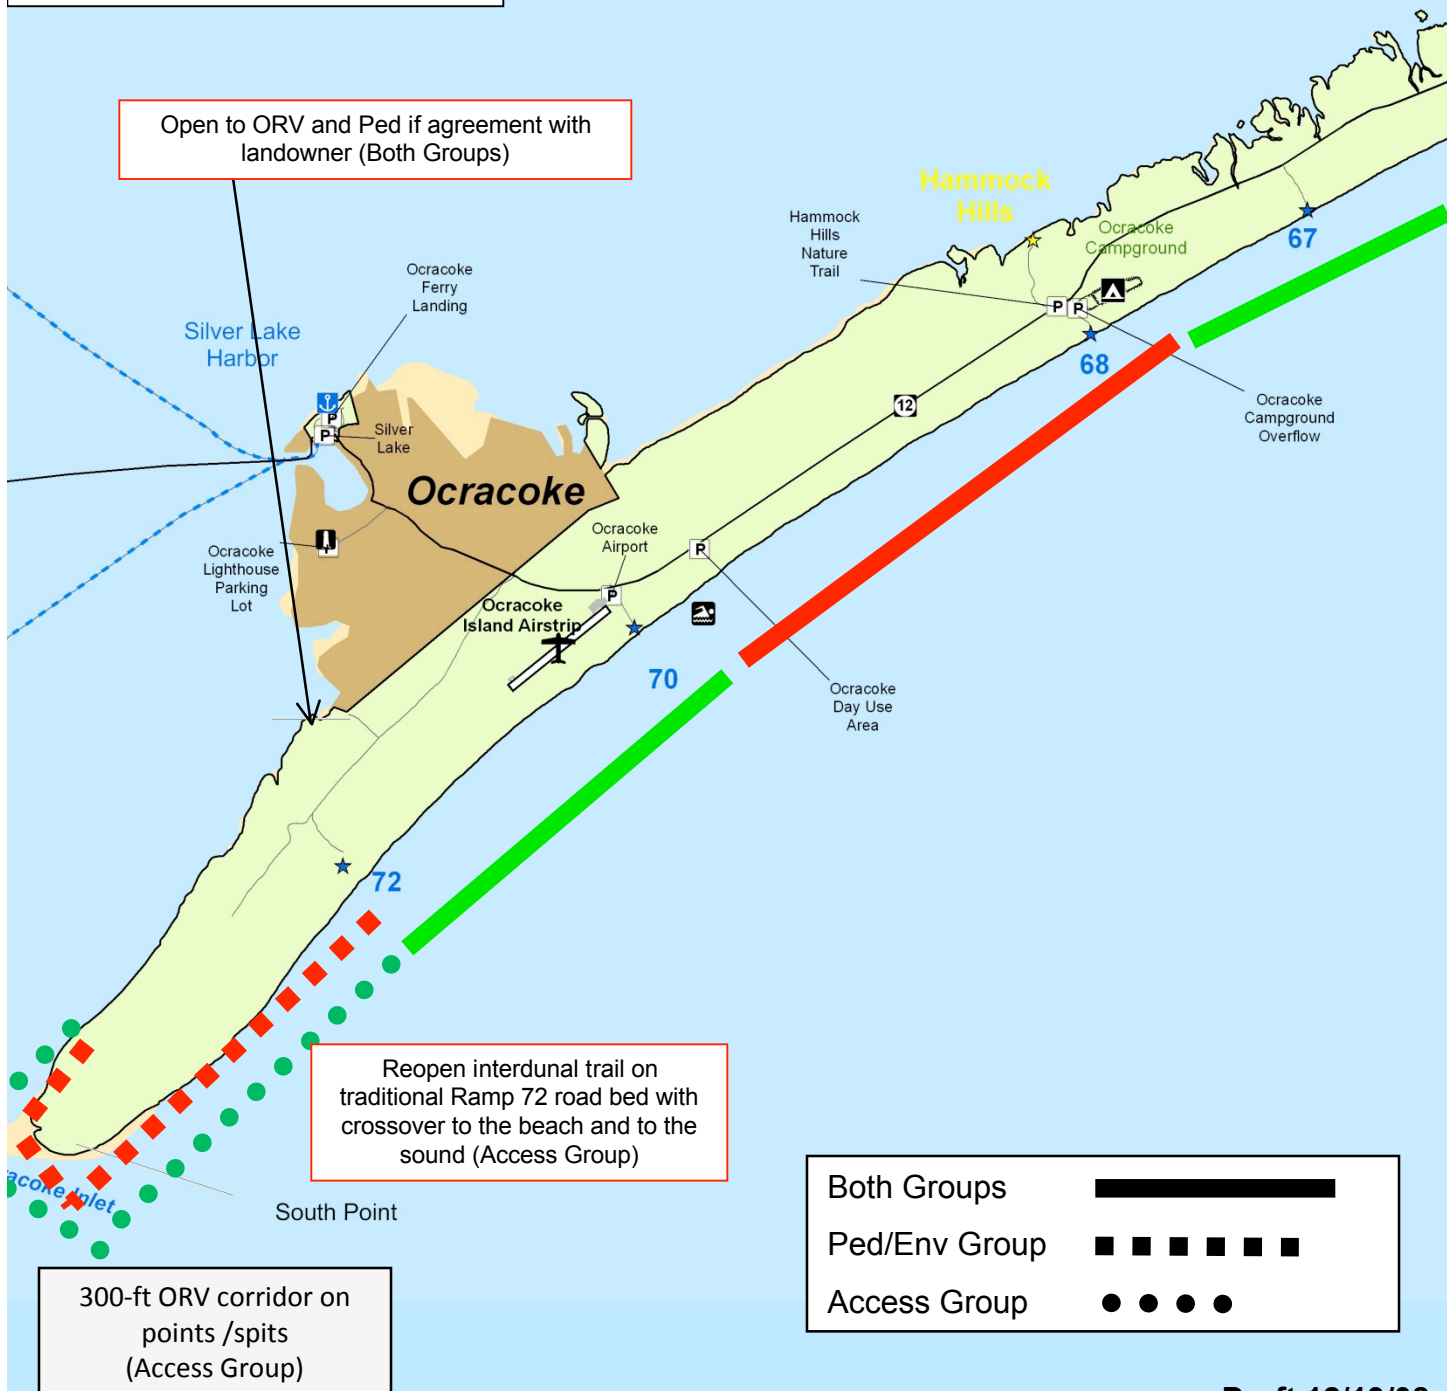 Open to ORV and Ped if agreement with
landowner (Both Groups)
Hammock
Hills
Hammock
Hills
Nature
Trail
Ocracoke
Campground
67
Ocracoke
Ferry
Landing
Silver Lake
Harbor
P
P
68
P
P
Silver
Lake
12
Ocracoke
Campground
Overflow
Ocracoke
Ocracoke
Lighthouse
Parking
Lot
Ocracoke
Airport
P
P
Ocracoke
Island Airstrip
70
Ocracoke
Day Use
Area
72
Reopen interdunal trail on
traditional Ramp 72 road bed with
crossover to the beach and to the
sound (Access Group)
Inlet
South Point
300-ft ORV corridor on
points /spits
(Access Group)
Both Groups
Ped/Env Group
Access Group